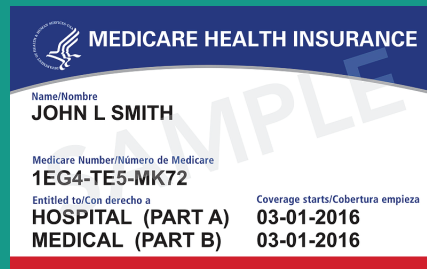 MEDICARE HEALTH INSURANCE
Name/Nombre
JOHN L SMITH
Medicare Number/Número de Medicare
1EG4-TE5-MK72
Entitled to/Con derecho a Coverage starts/Cobertura empieza
HOSPITAL (PART A) 03-01-2016
MEDICAL (PART B) 03-01-2016
SAMPLE